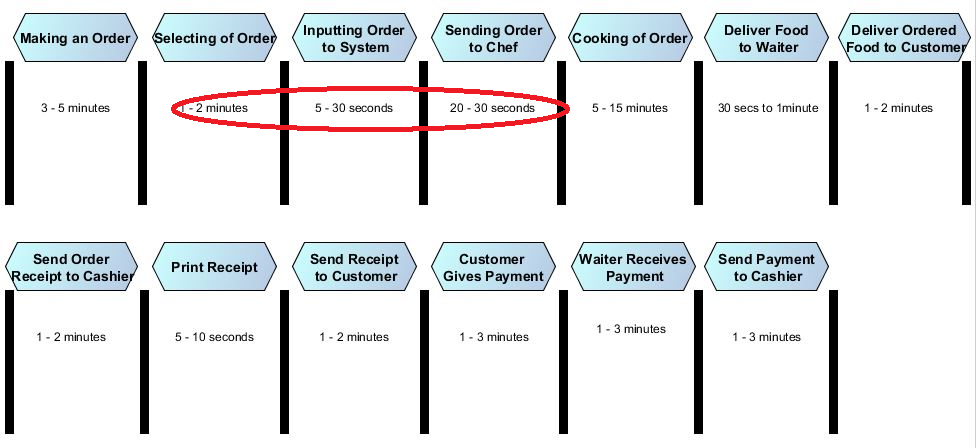 Making an Order
Selecting of Order
Inputting Order
to System
Sending Order
to Chef
Cooking of Order
Deliver Food
to Waiter
Deliver Ordered
Food to Customer
3 - 5 minutes
1 - 2 minutes
5 - 30 seconds
20 - 30 seconds
5 - 15 minutes
30 secs to 1minute
1 - 2 minutes
Send Order
Receipt to Cashier
Print Receipt
Send Receipt
to Customer
Customer
Gives Payment
Waiter Receives
Payment
Send Payment
to Cashier
1 - 2 minutes
5 - 10 seconds
1 - 2 minutes
1 - 3 minutes
1 - 3 minutes
1 - 3 minutes